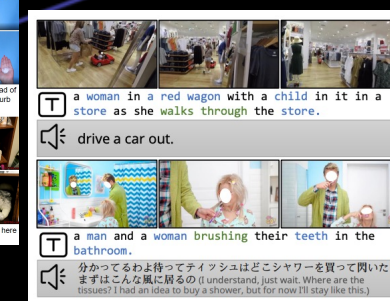 ad of
urb
here
T a woman in a red wagon with a child in it in a
store as she walks through the store.
drive a car out.
T a man and a woman brushing their teeth in the
bathroom.
分かってるわよ待ってティッシュはどこシャワーを買って閃いた
まずはこんな風に居るの (I understand, just wait. Where are the
tissues? I had an idea to buy a shower, but for now I'll stay like this.)